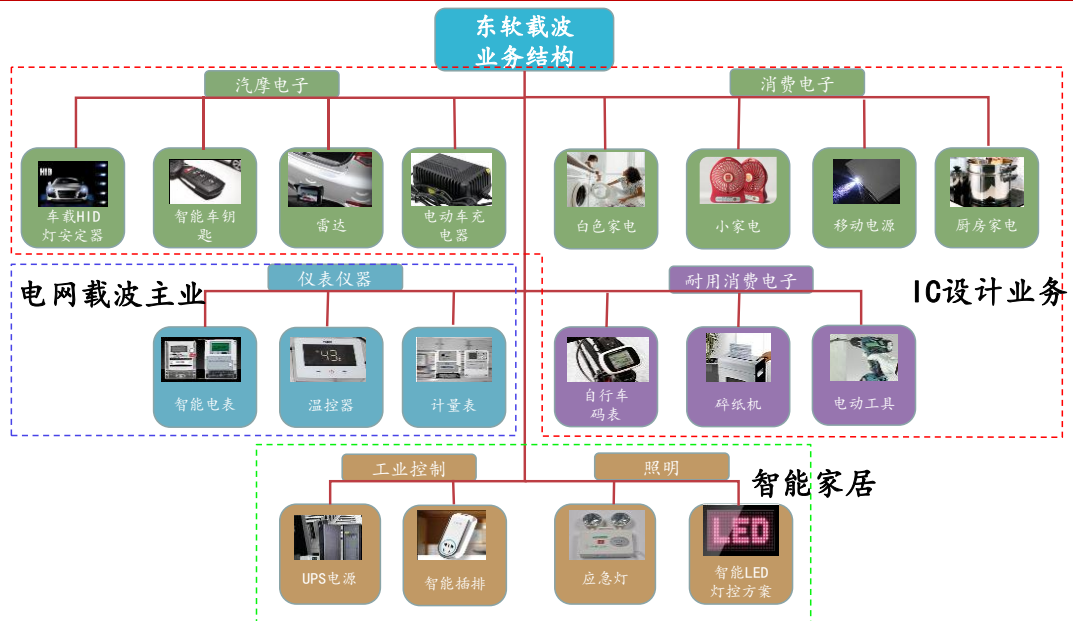 东软载波
业务结构
汽摩电子
消费电子
HID
车载HID
灯安定器
智能车钥
匙
雷达
电动车充
电器
白色家电
小家电
移动电源
厨房家电
电网载波主业
仪表仪器
耐用消费电子
IC设计业务
43
智能电表
温控器
计量表
自行车
码表
碎纸机
电动工具
工业控制
照明
智能家居
LED
UPS电源
智能插排
应急灯
智能LED
灯控方案